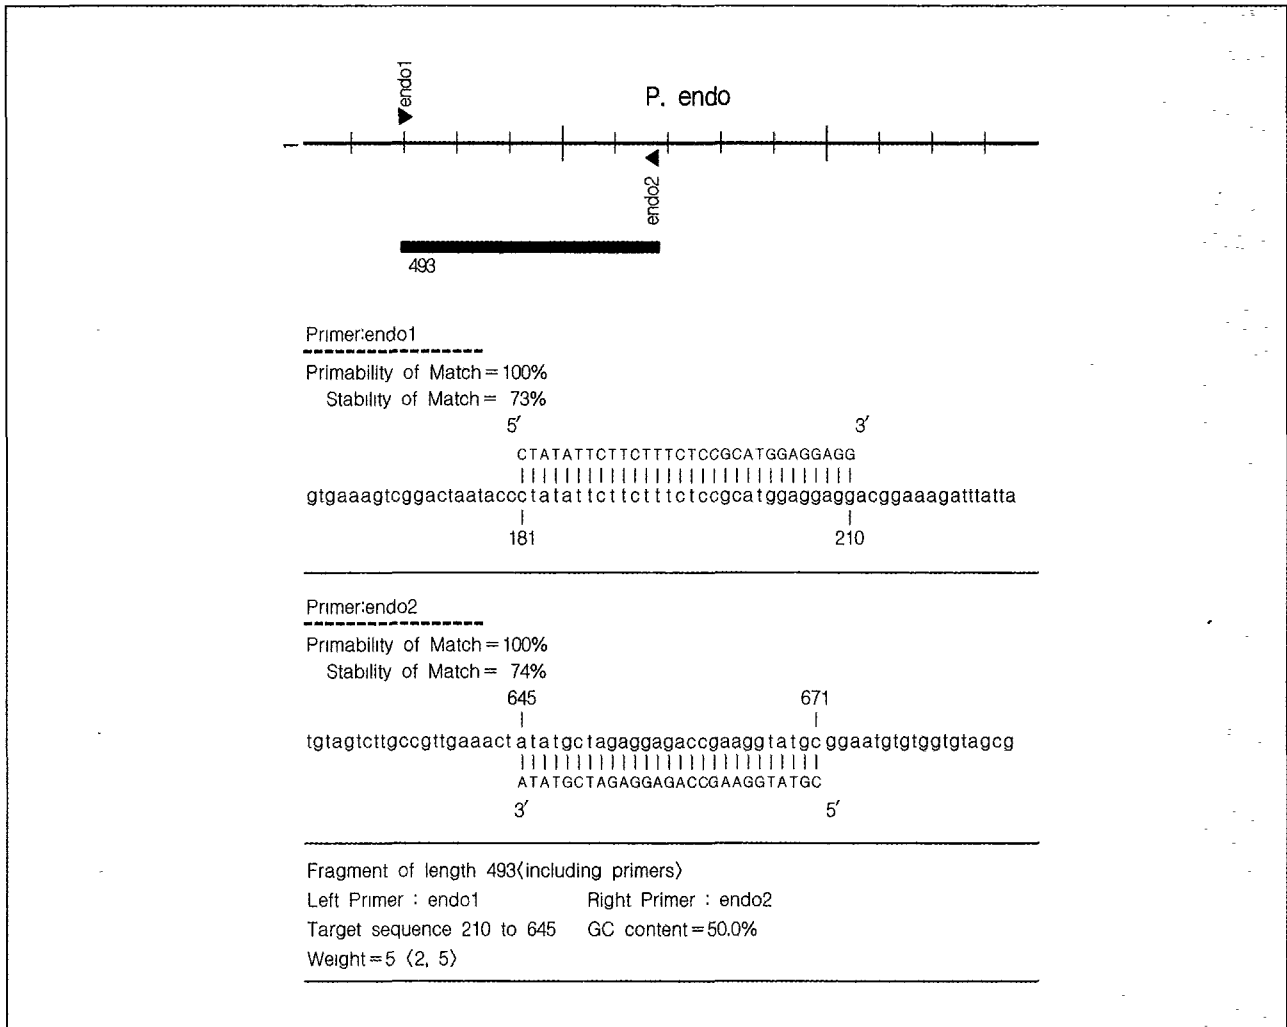 endo1
P. endo
1
endo2
493
Primer:endo1
Primability of Match=100%
Stability of Match= 73%
5′ 3′
CTATATTCTTCTTTCTCCGCATGGAGGAGG
gtgaaagtcggactaatacccctatattcttctttctccgcatggaggaggacggaaagatttatta
181 210
Primer:endo2
Primability of Match=100%
Stability of Match= 74%
645 671
tgtagtcttgccgttgaaactatatgctagaggagaccgaaggtatgcggaatgtgtggtgtagcg
ATATGCTAGAGGAGACCGAAGGTATGC
3′ 5′
Fragment of length 493(including primers)
Left Primer : endo1 Right Primer : endo2
Target sequence 210 to 645 GC content=50.0%
Weight=5 (2, 5)